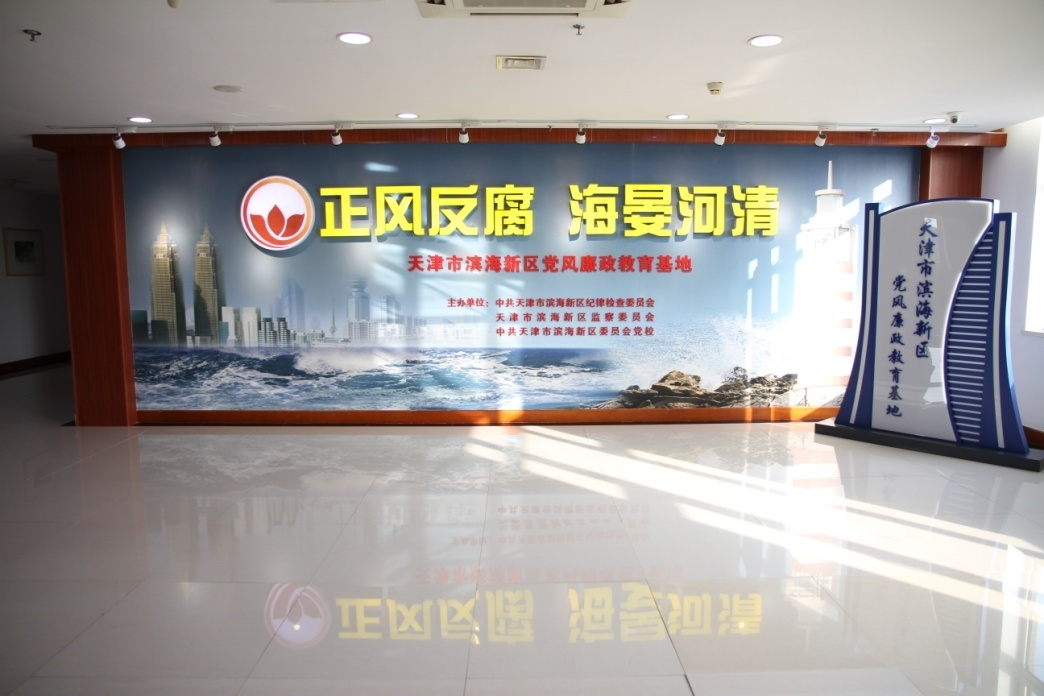 正风反腐 海晏河清
天津市滨海新区党风廉政教育基地
主办单位：中共天津市滨海新区纪律检查委员会
天津市滨海新区监察委员会
中共天津市滨海新区委员会党校
天津市滨海新区
党风廉政教育基地